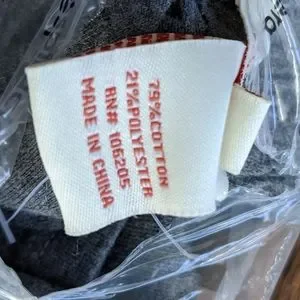 79%COTTON
21%POLYESTER
RN# 106205
MADE IN CHINA